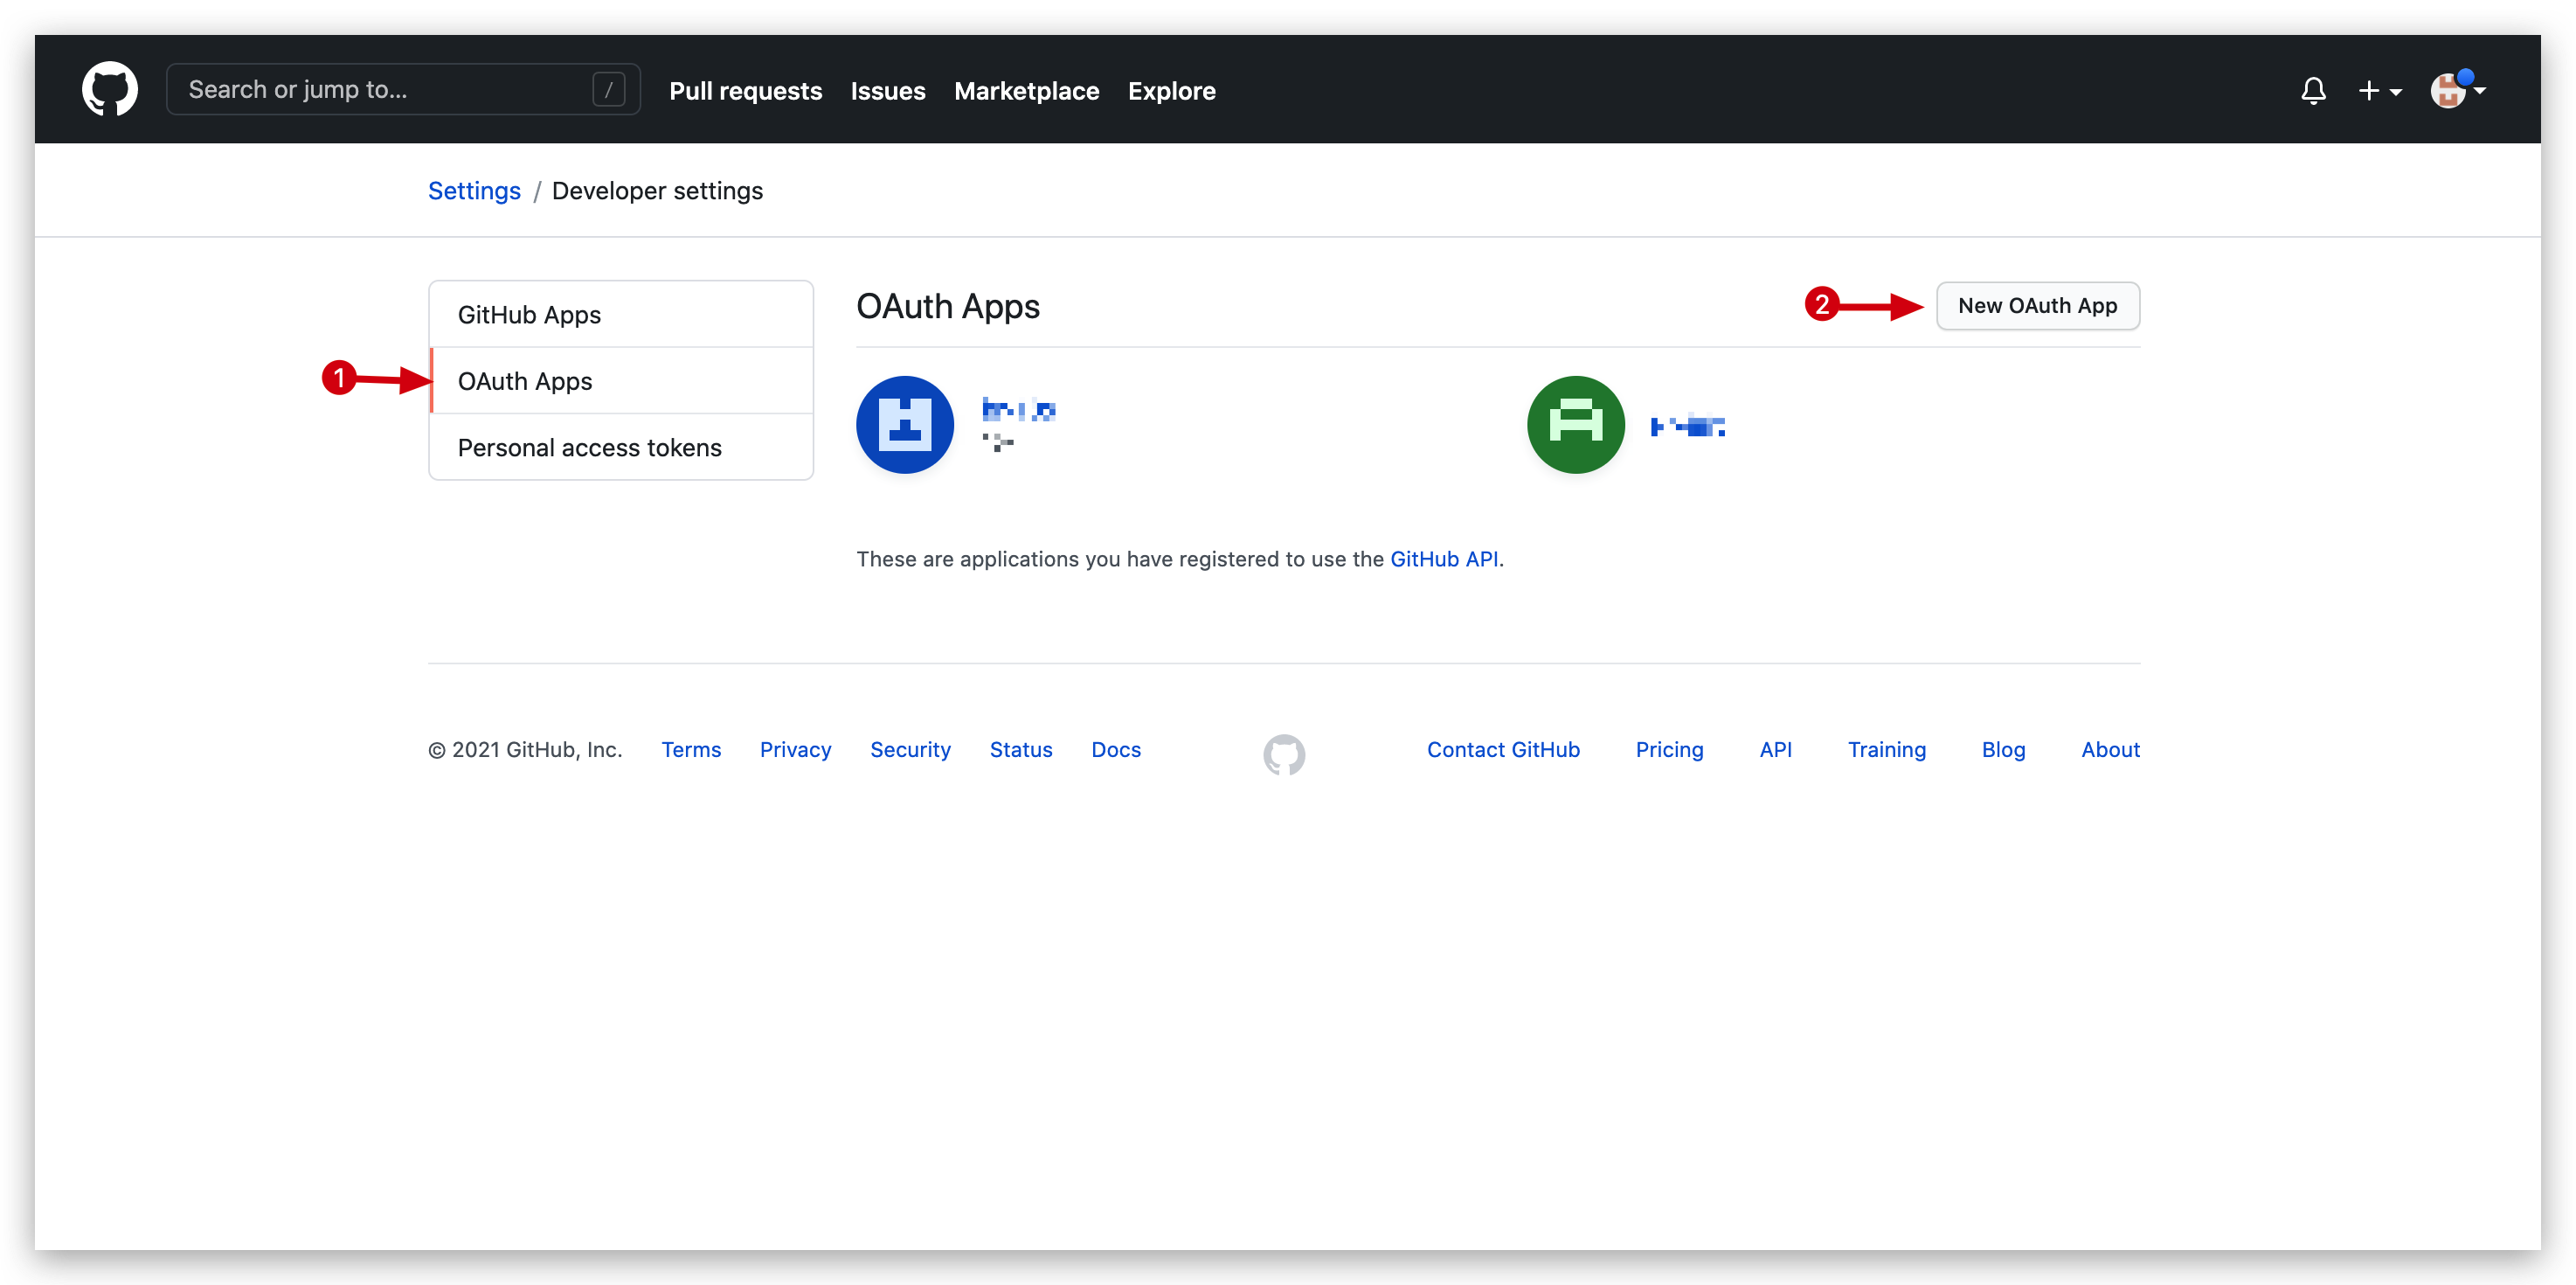 Search or jump to... /
Pull requests Issues Marketplace Explore
Settings / Developer settings
GitHub Apps
OAuth Apps
Personal access tokens
1
OAuth Apps
2
New OAuth App
These are applications you have registered to use the GitHub API.
© 2021 GitHub, Inc. Terms Privacy Security Status Docs Contact GitHub Pricing API Training Blog About